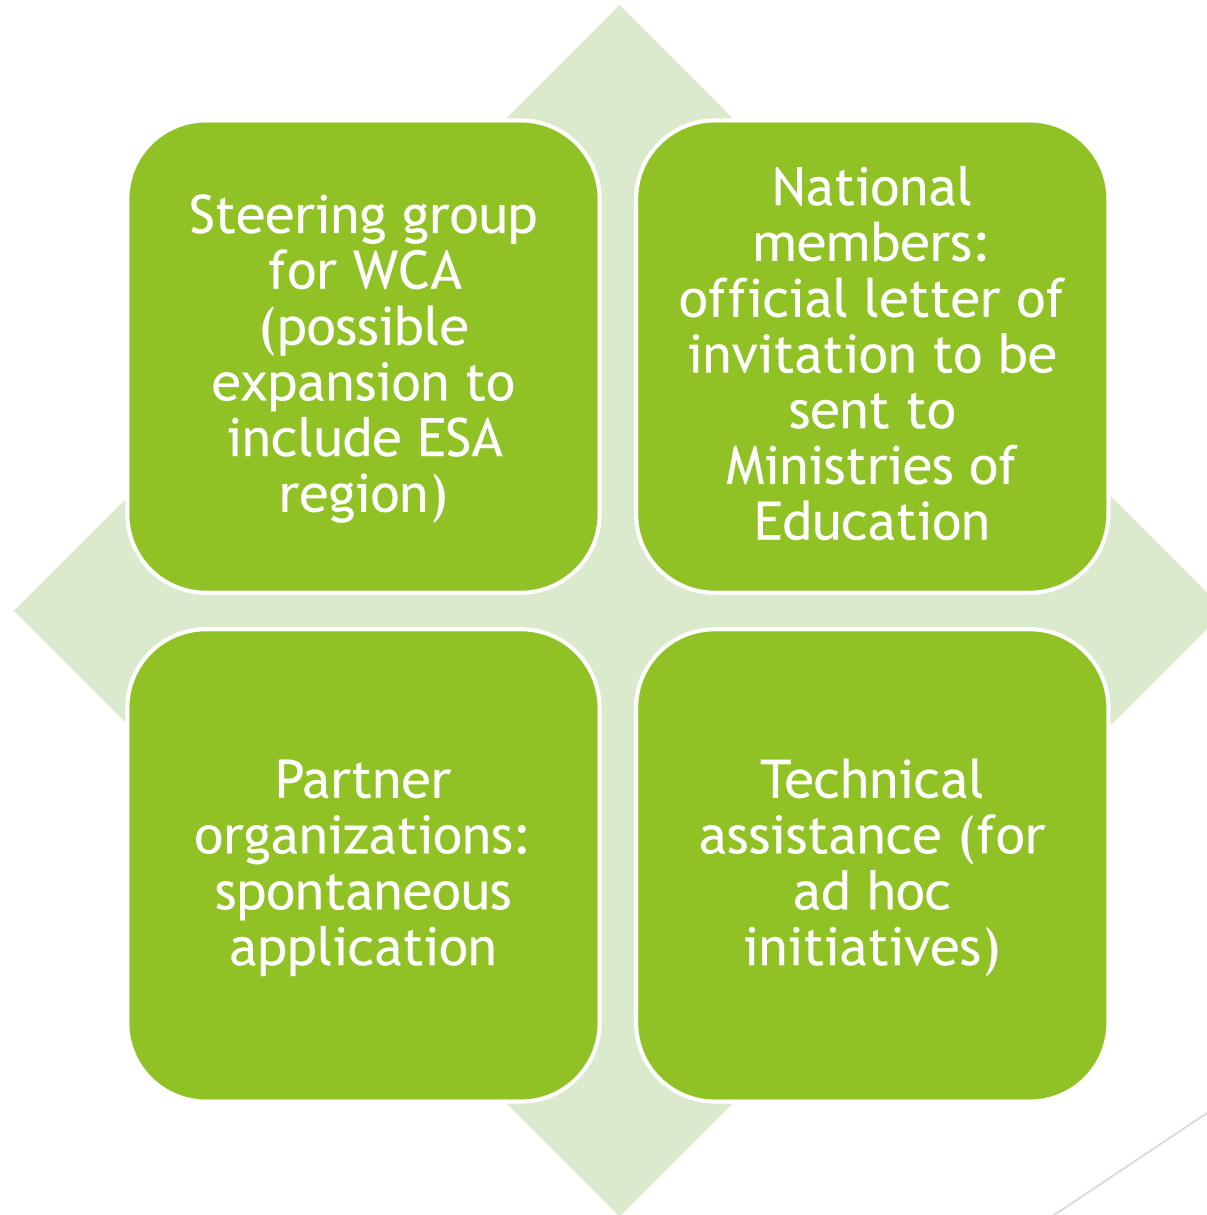 Steering group
for WCA
(possible
expansion to
include ESA
region)
National
members:
official letter of
invitation to be
sent to
Ministries of
Education
Partner
organizations:
spontaneous
application
Technical
assistance (for
ad hoc
initiatives)